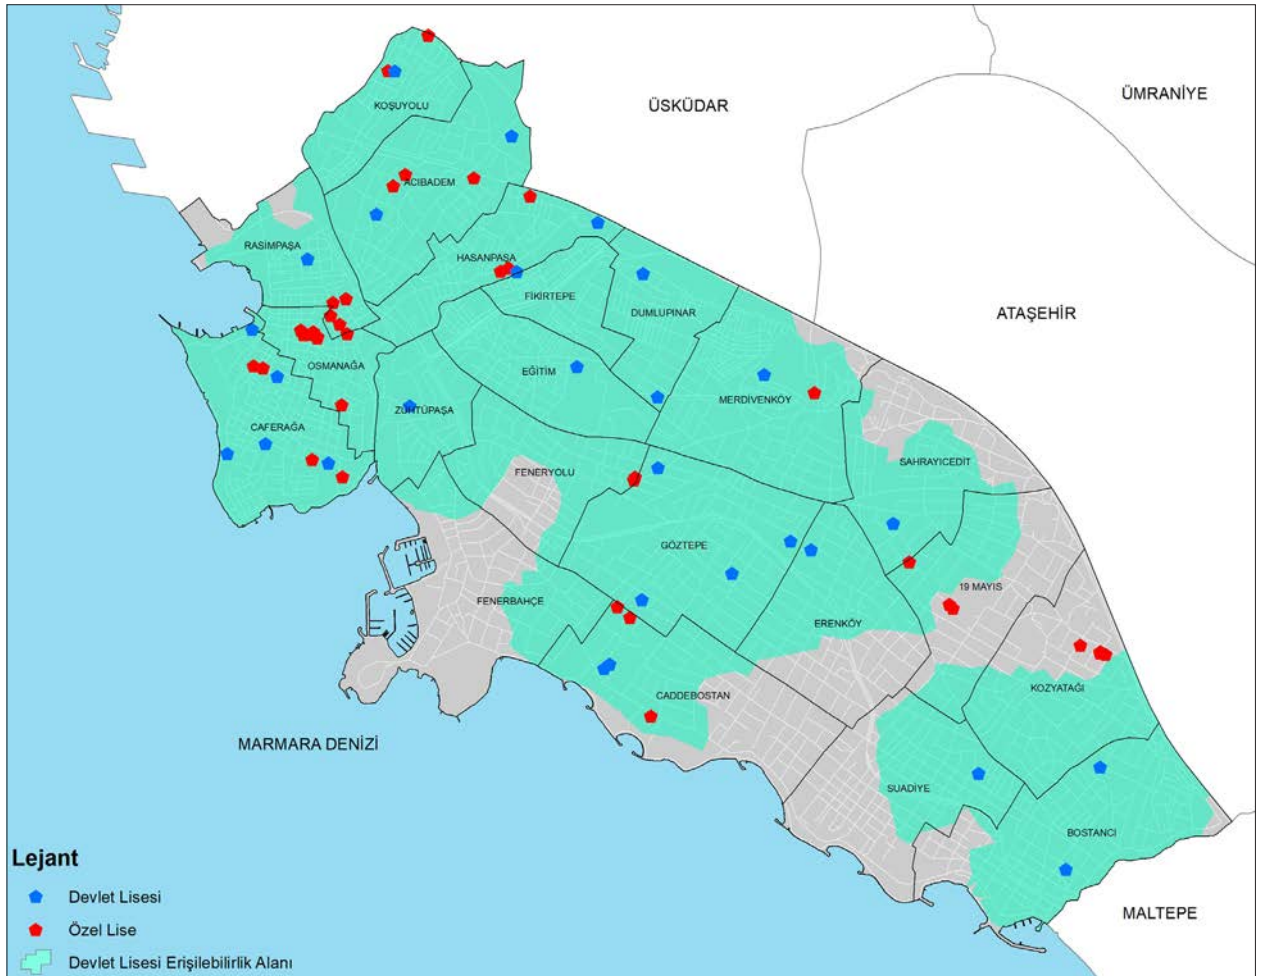 ÜMRANİYE
ÜSKÜDAR
KOŞUYOLU
ACIBADEM
RASİMPAŞA
HASANPAŞA
FİKİRTEPE
DUMLUPINAR
ATAŞEHİR
OSMANAĞA
EĞİTİM
MERDİVENKÖY
ZÜHTÜPAŞA
CAFERAĞA
SAHRAYICEDİT
FENERYOLU
GÖZTEPE
19 MAYIS
FENERBAHÇE
ERENKÖY
KOZYATAĞI
CADDEBOSTAN
MARMARA DENİZİ
SUADİYE
BOSTANCI
MALTEPE
Lejant
Devlet Lisesi
Özel Lise
Devlet Lisesi Erişilebilirlik Alanı